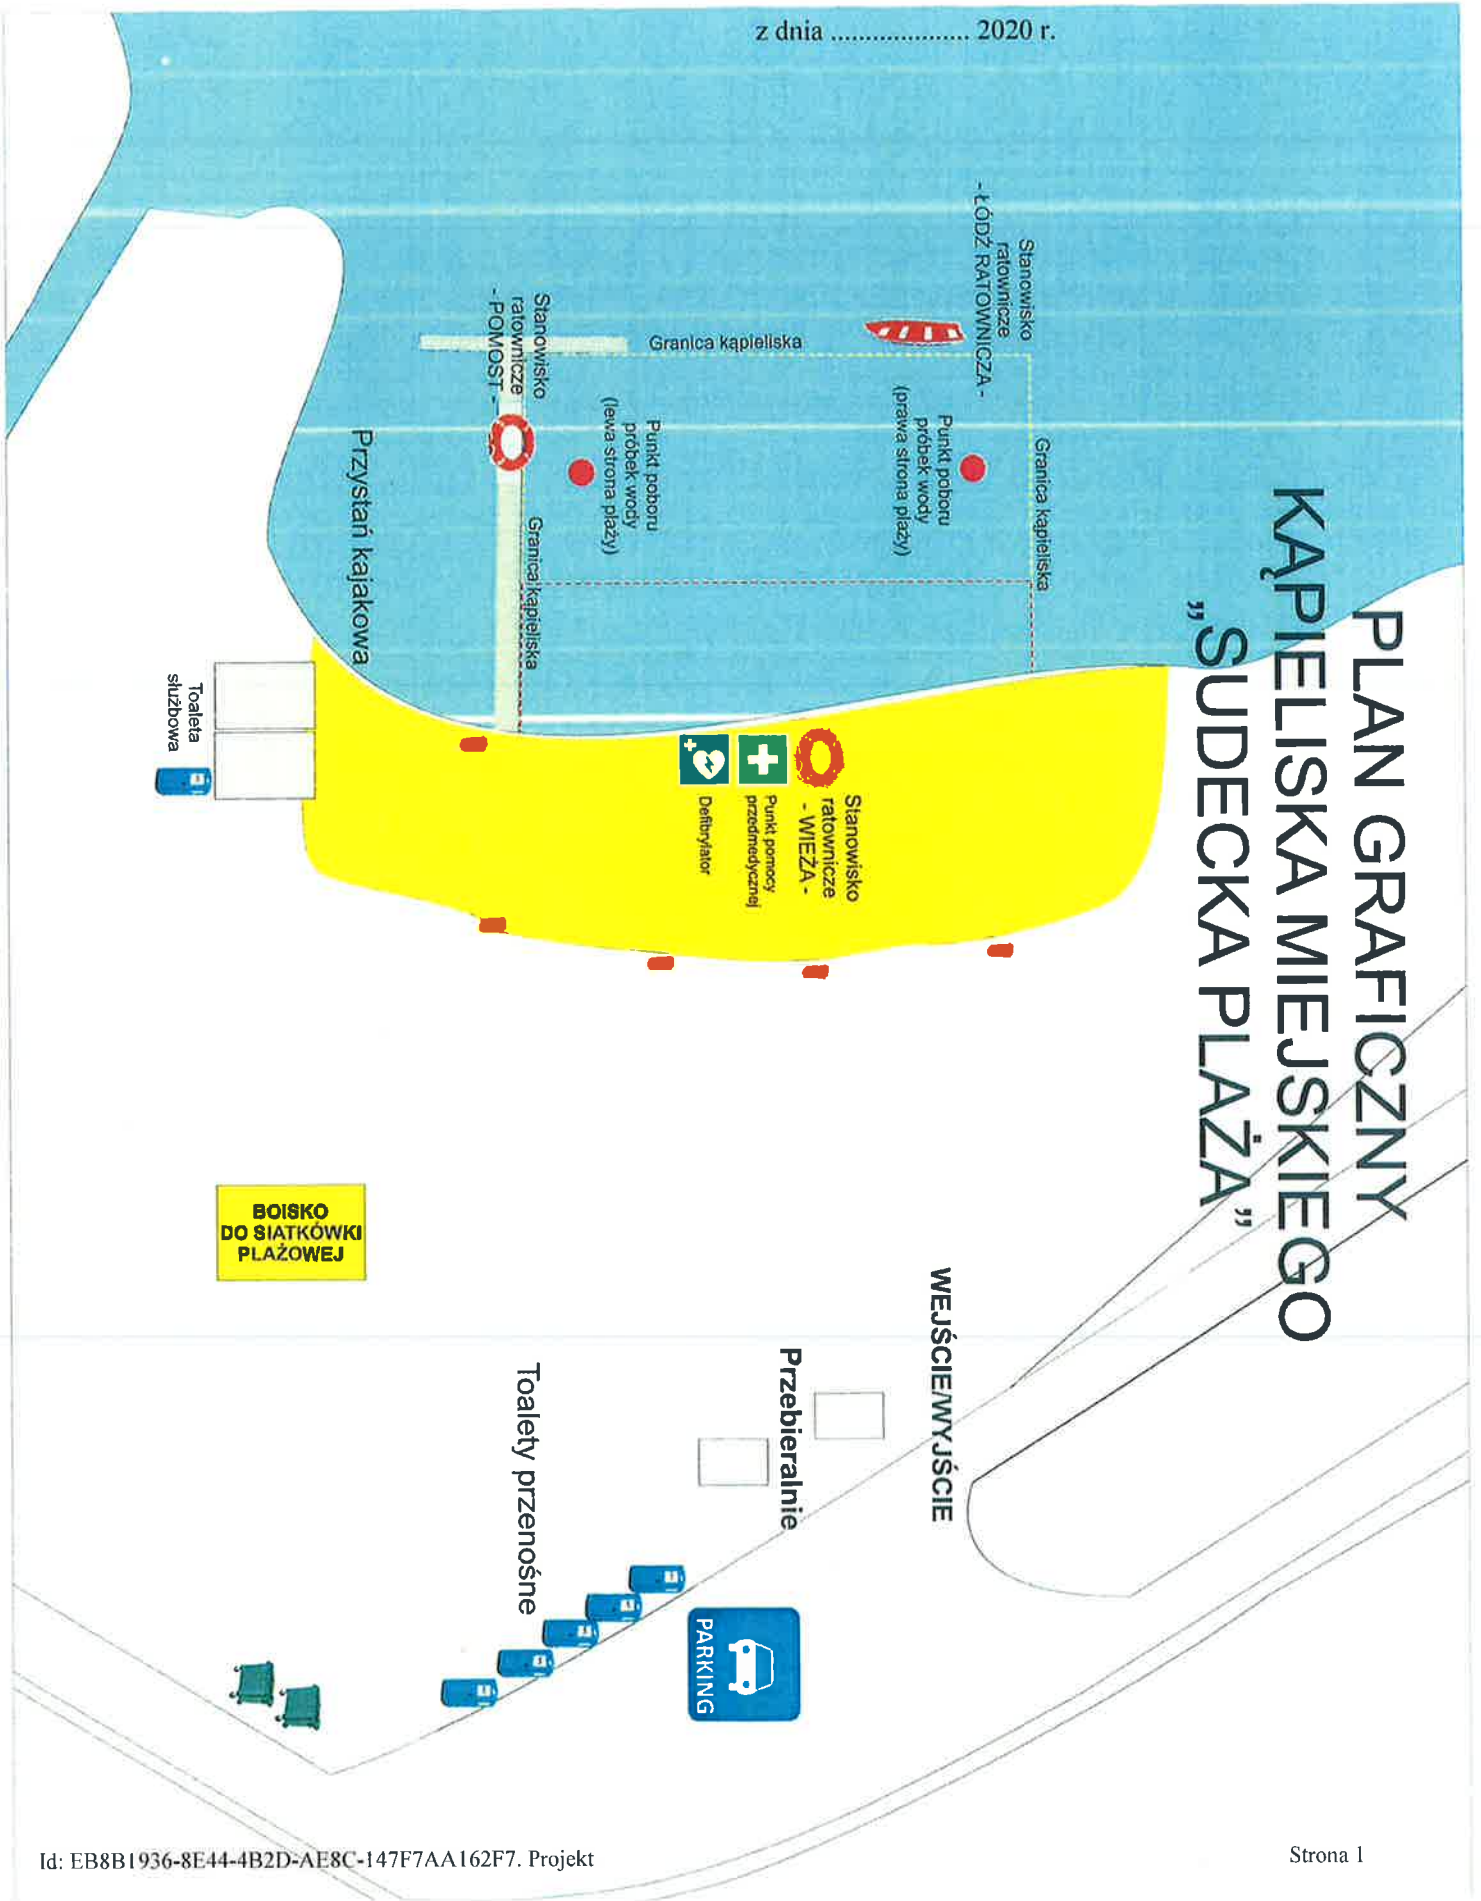 z dnia .................... 2020 r.
PLAN GRAFICZNY
KĄPIELISKA MIEJSKIEGO
„SUDECKA PLAŻA”
Stanowisko
ratownicze
- ŁÓDŹ RATOWNICZA -
Granica kąpieliska
Granica kąpieliska
Punkt poboru
próbek wody
(prawa strona plaży)
Stanowisko
ratownicze
- POMOST -
Punkt poboru
próbek wody
(lewa strona plaży)
Granica kąpieliska
Przystań kajakowa
Toaleta
służbowa
Stanowisko
ratownicze
- WIEŻA -
Punkt pomocy
przedmedycznej
Defibrylator
BOISKO
DO SIATKÓWKI
PLAŻOWEJ
WEJŚCIE/WYJŚCIE
Przebieralnie
Toalety przenośne
PARKING
Id: EB8B1936-8E44-4B2D-AE8C-147F7AA162F7. Projekt
Strona 1